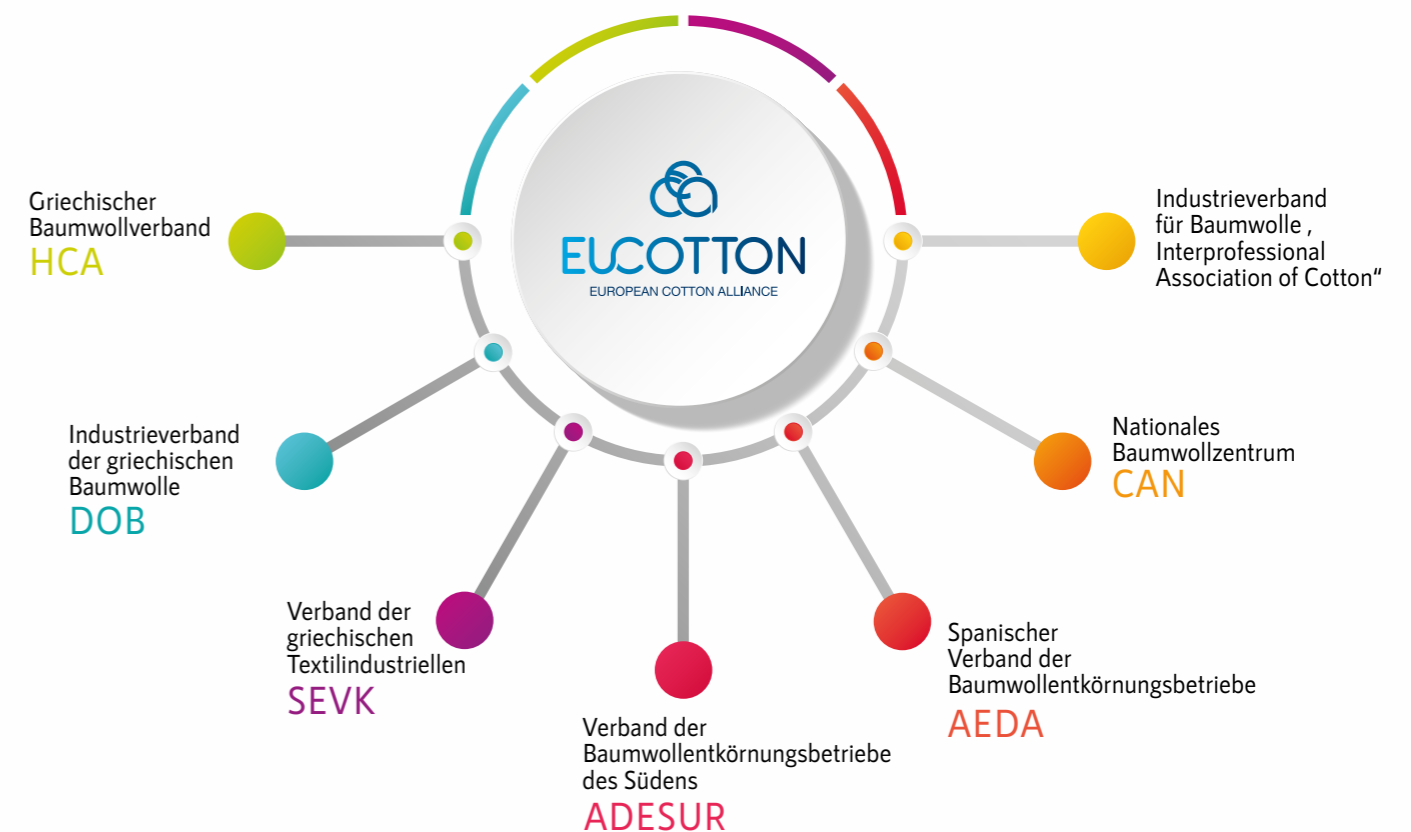 EUCOTTON
EUROPEAN COTTON ALLIANCE
Griechischer
Baumwollverband
HCA
Industrieverband
der griechischen
Baumwolle
DOB
Verband der
griechischen
Textilindustriellen
SEVK
Verband der
Baumwollentkörnungsbetriebe
des Südens
ADESUR
Spanischer
Verband der
Baumwollentkörnungsbetriebe
AEDA
Nationales
Baumwollzentrum
CAN
Industrieverband
für Baumwolle ,
Interprofessional
Association of Cotton“